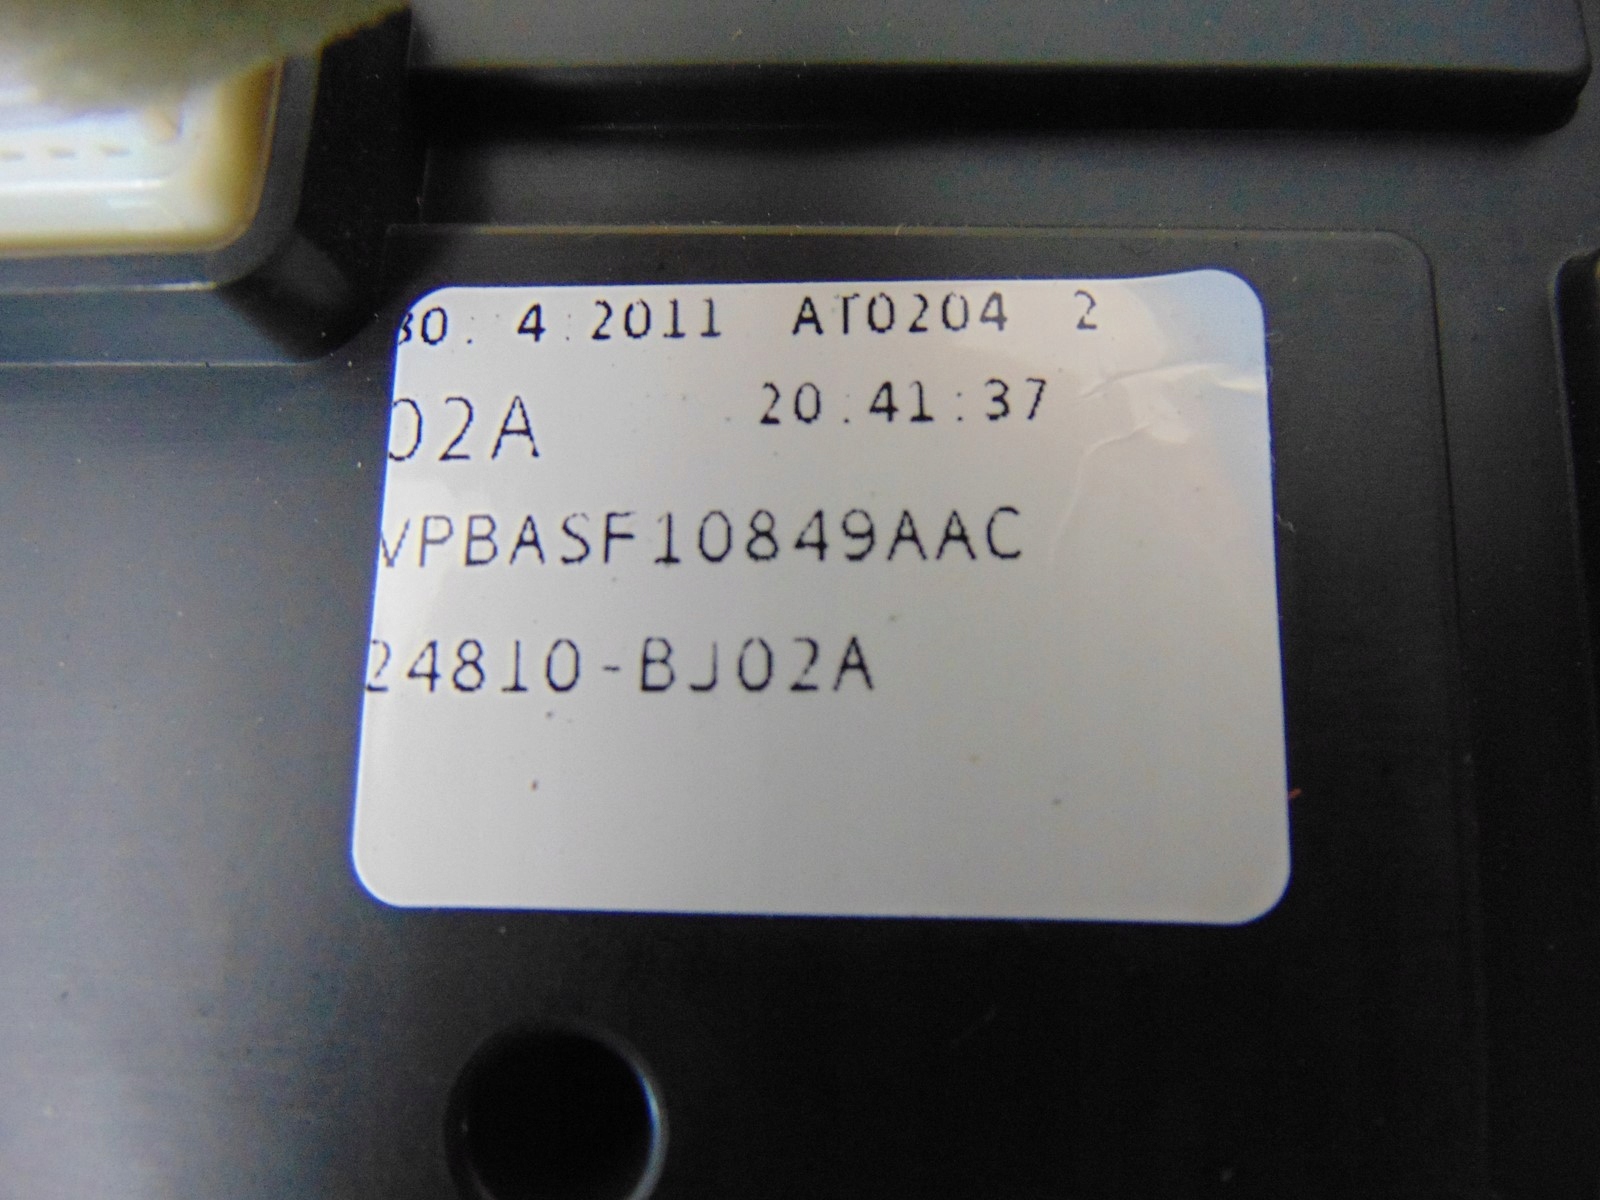 30. 4.2011 AT0204 2
02A 20:41:37
VPBASF10849AAC
24810-BJ02A